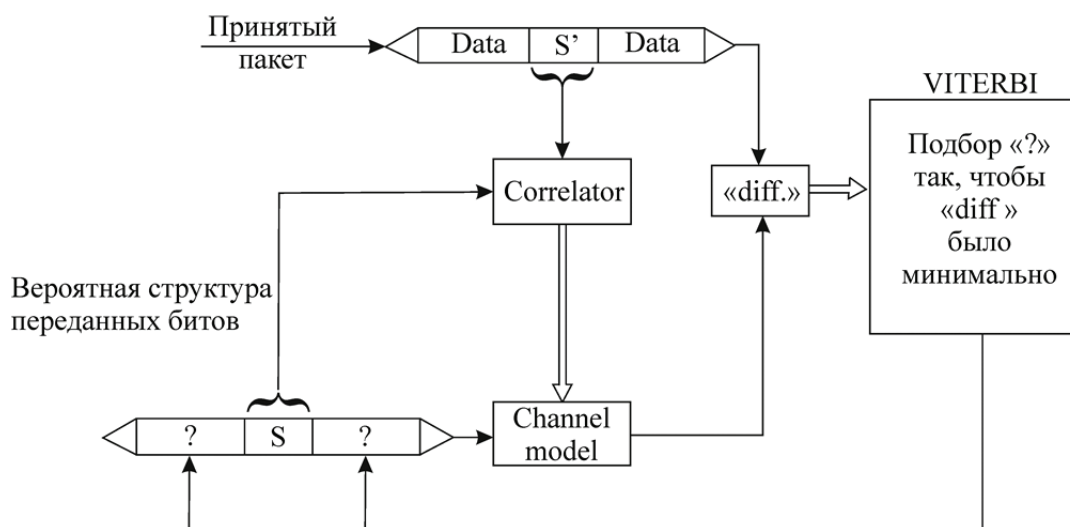 Принятый
пакет
Data S’ Data
VITERBI
Подбор «?»
так, чтобы
«diff »
было
минимально
Correlator
«diff.»
Вероятная структура
переданных битов
? S ?
Channel
model